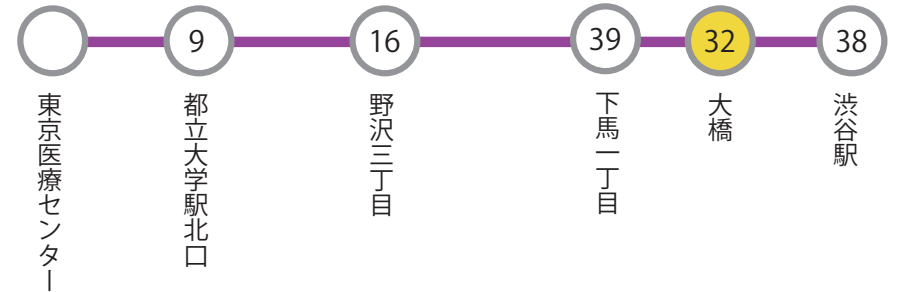 9
16
39
32
38
東京医療センター
都立大学駅北口
野沢三丁目
下馬一丁目
大橋
渋谷駅